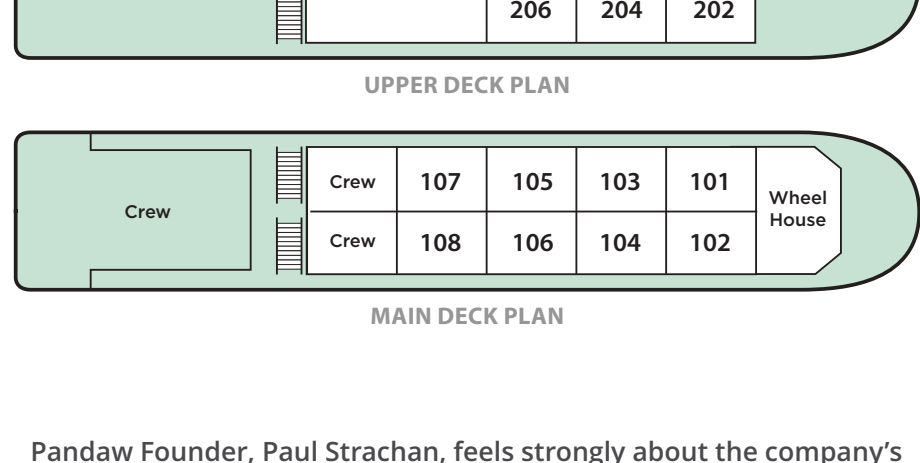 206 204 202
UPPER DECK PLAN
Crew 107 105 103 101
Crew
Wheel
House
Crew 108 106 104 102
MAIN DECK PLAN
Pandaw Founder, Paul Strachan, feels strongly about the company's